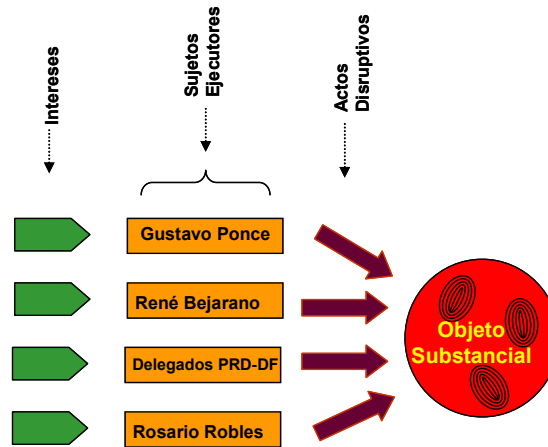 Intereses
Sujetos
Ejecutores
Actos
Disruptivos
Gustavo Ponce
René Bejarano
Delegados PRD-DF
Rosario Robles
Objeto
Substancial